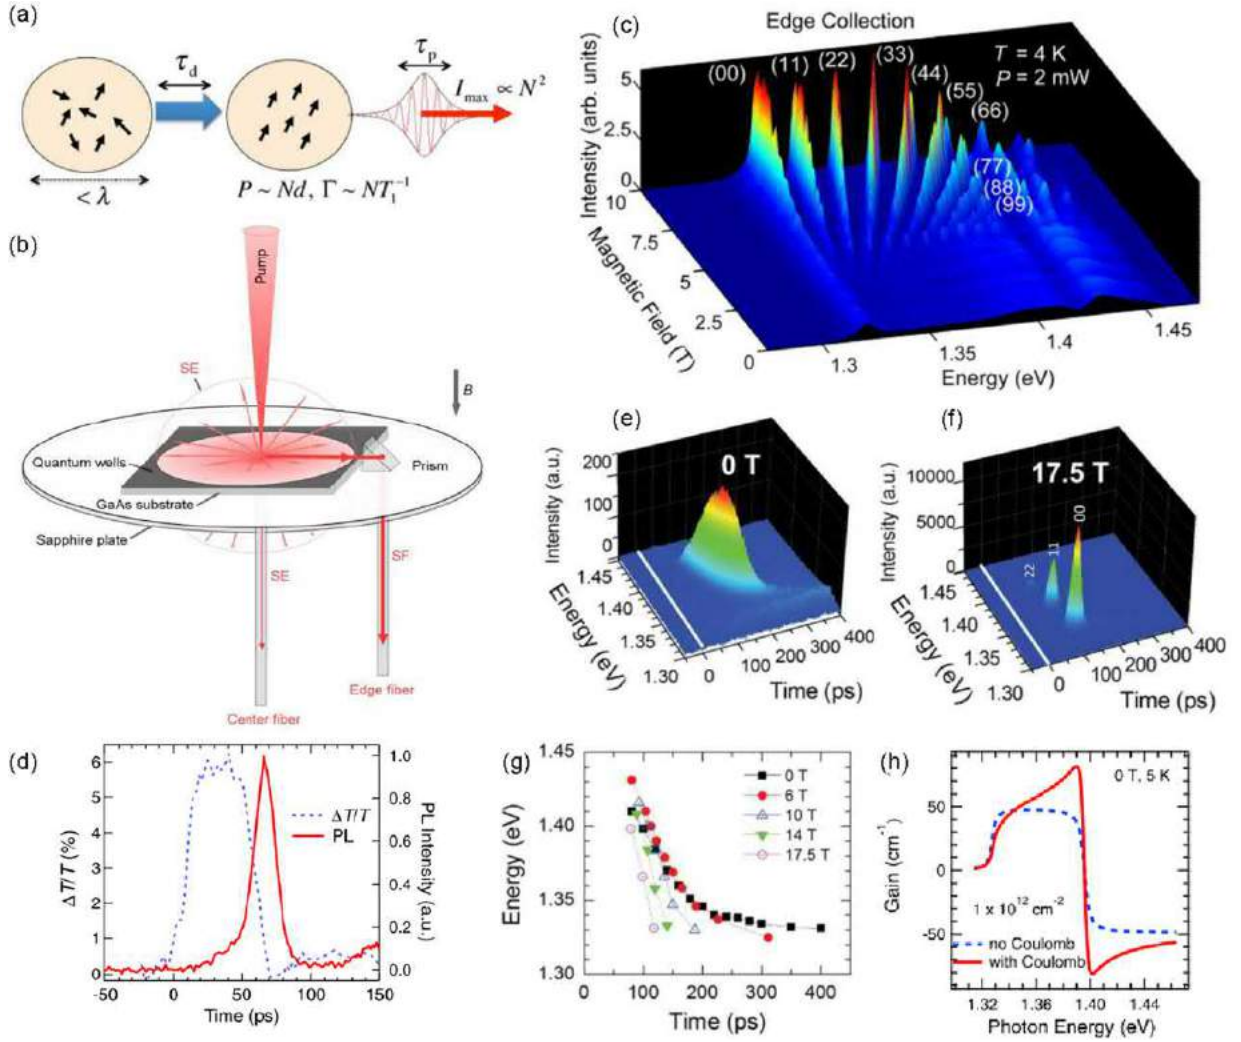 (a)
τd
τp
Imax ∝ N²
< λ
P ~ Nd, Γ ~ NT₁⁻¹
(b)
Pump
SE
B
Quantum wells
Prism
GaAs substrate
Sapphire plate
SE
SF
Edge fiber
Center fiber
(c)
Edge Collection
T = 4 K
P = 2 mW
(00)
(11)
(22)
(33)
(44)
(55)
(66)
(77)
(88)
(99)
Intensity (arb. units)
5
2.5
0
10
7.5
5
2.5
0
Magnetic Field (T)
1.3
1.35
1.4
1.45
Energy (eV)
(e)
0 T
Intensity (a.u.)
200
100
0
1.45
1.40
1.35
1.30
Energy (eV)
0
100
200
300
400
Time (ps)
(f)
17.5 T
Intensity (a.u.)
10000
5000
0
22
11
00
1.45
1.40
1.35
1.30
Energy (eV)
0
100
200
300
400
Time (ps)
(d)
ΔT/T (%)
6
5
4
3
2
1
0
ΔT/T
PL
1.0
0.8
0.6
0.4
0.2
0.0
PL Intensity (a.u.)
-50
0
50
100
150
Time (ps)
(g)
Energy (eV)
1.45
1.40
1.35
1.30
0 T
6 T
10 T
14 T
17.5 T
0
100
200
300
400
Time (ps)
(h)
0 T, 5 K
Gain (cm⁻¹)
50
0
-50
1 x 10¹² cm⁻²
no Coulomb
with Coulomb
1.32
1.36
1.40
1.44
Photon Energy (eV)